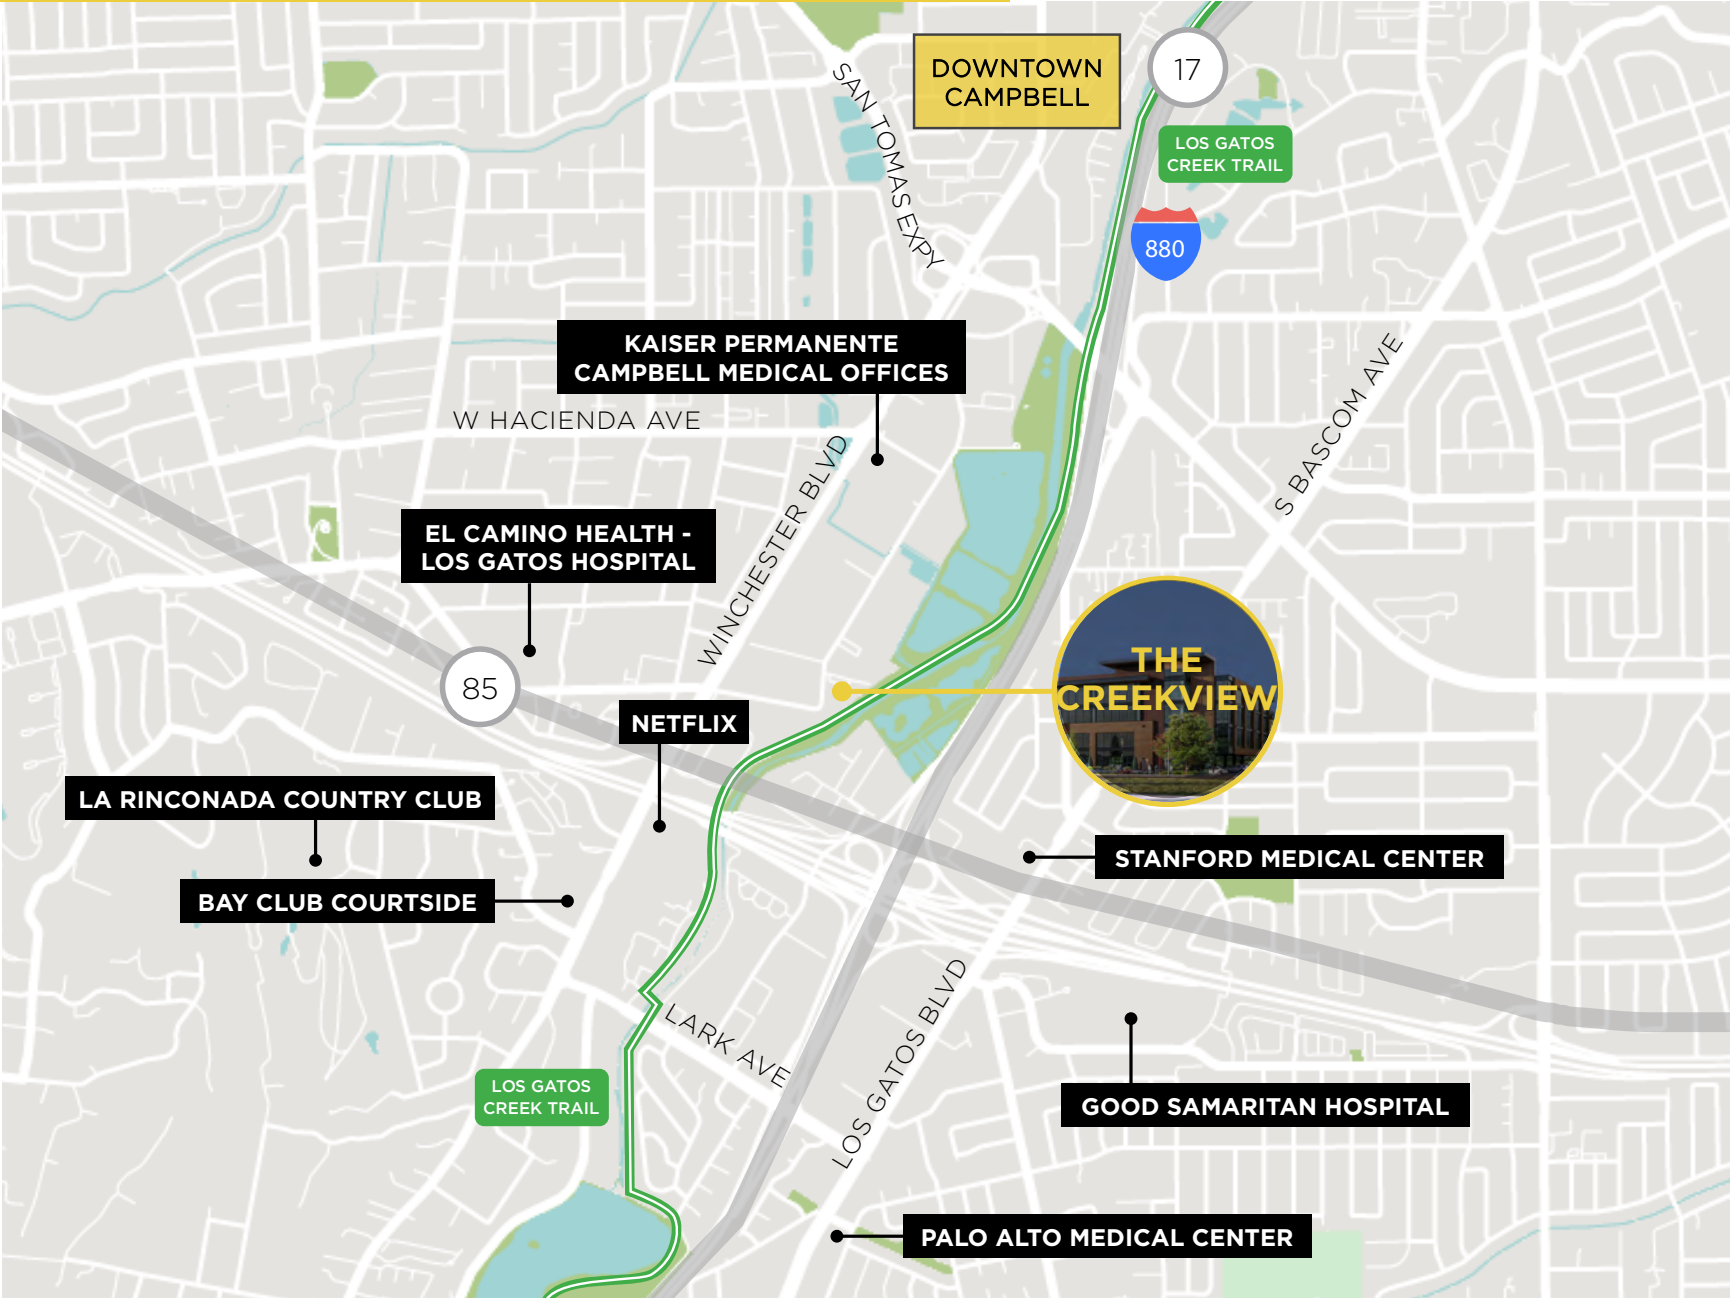 DOWNTOWN
CAMPBELL
17
SAN TOMAS EXPY
LOS GATOS
CREEK TRAIL
880
KAISER PERMANENTE
CAMPBELL MEDICAL OFFICES
W HACIENDA AVE
S BASCOM AVE
WINCHESTER BLVD
EL CAMINO HEALTH -
LOS GATOS HOSPITAL
THE
CREEKVIEW
85
NETFLIX
LA RINCONADA COUNTRY CLUB
STANFORD MEDICAL CENTER
BAY CLUB COURTSIDE
LARK AVE
LOS GATOS BLVD
LOS GATOS
CREEK TRAIL
GOOD SAMARITAN HOSPITAL
PALO ALTO MEDICAL CENTER